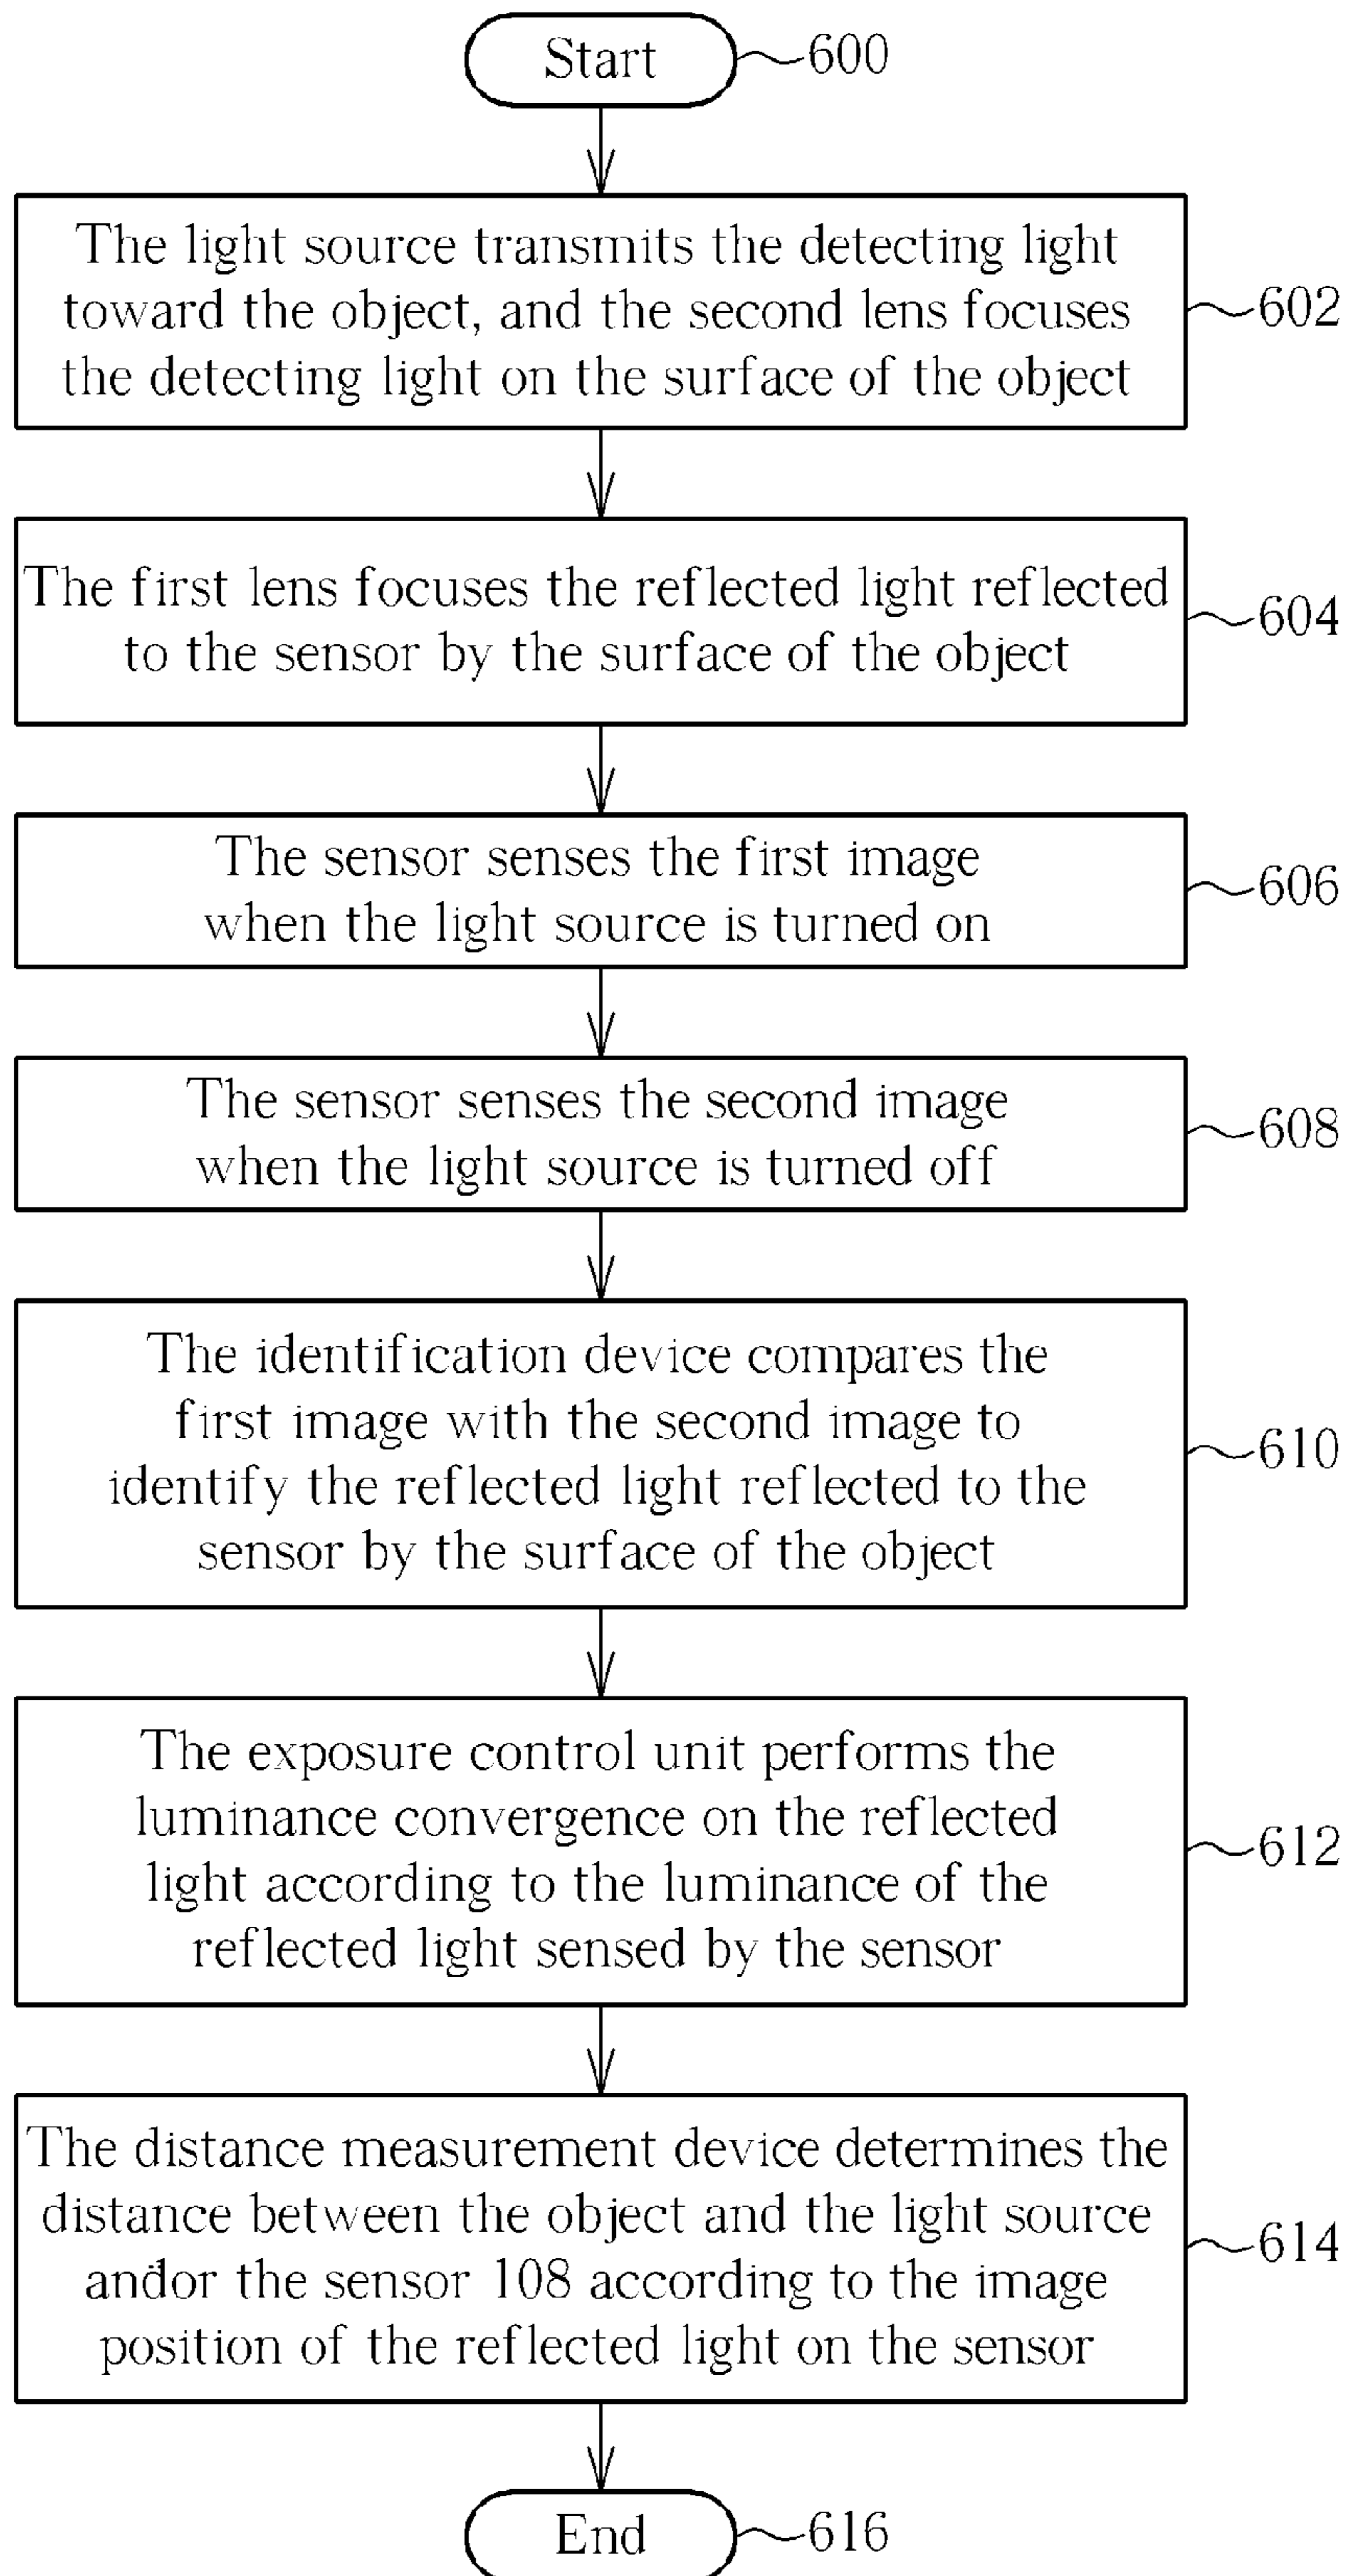 Start
600
The light source transmits the detecting light
toward the object, and the second lens focuses
the detecting light on the surface of the object
602
The first lens focuses the reflected light reflected
to the sensor by the surface of the object
604
The sensor senses the first image
when the light source is turned on
606
The sensor senses the second image
when the light source is turned off
608
The identification device compares the
first image with the second image to
identify the reflected light reflected to the
sensor by the surface of the object
610
The exposure control unit performs the
luminance convergence on the reflected
light according to the luminance of the
reflected light sensed by the sensor
612
The distance measurement device determines the
distance between the object and the light source
andor the sensor 108 according to the image
position of the reflected light on the sensor
614
End
616